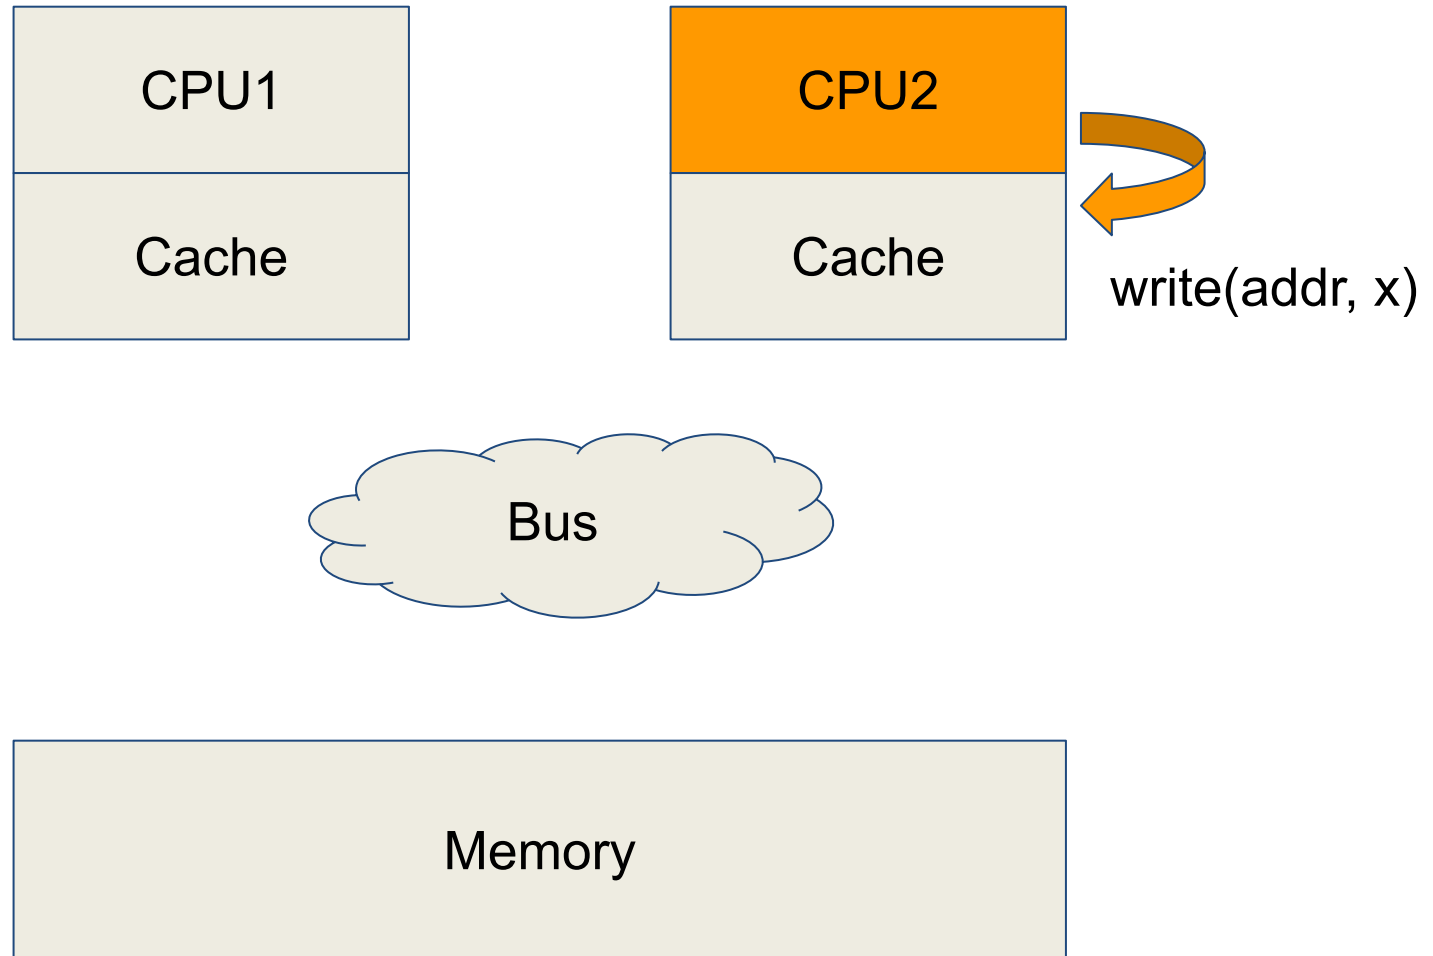 CPU1
CPU2
Cache
Cache
write(addr, x)
Bus
Memory